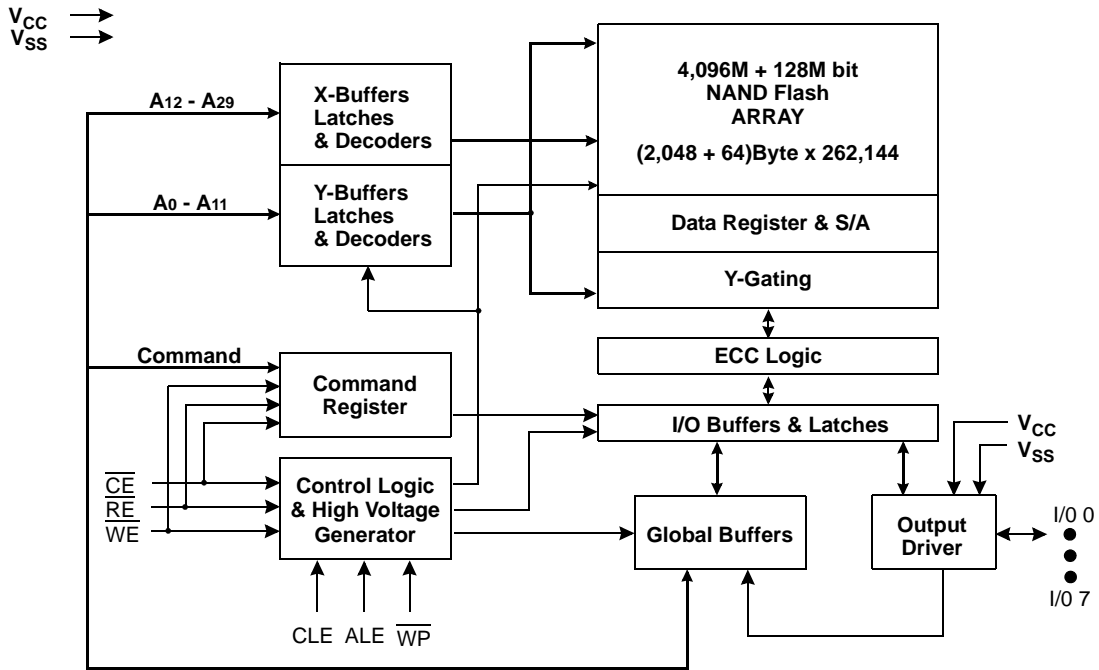 VCC
VSS
A12 - A29
X-Buffers
Latches
& Decoders
A0 - A11
Y-Buffers
Latches
& Decoders
4,096M + 128M bit
NAND Flash
ARRAY
(2,048 + 64)Byte x 262,144
Data Register & S/A
Y-Gating
ECC Logic
Command
Command
Register
I/O Buffers & Latches
VCC
VSS
CE
RE
WE
Control Logic
& High Voltage
Generator
Global Buffers
Output
Driver
I/0 0
I/0 7
CLE
ALE
WP